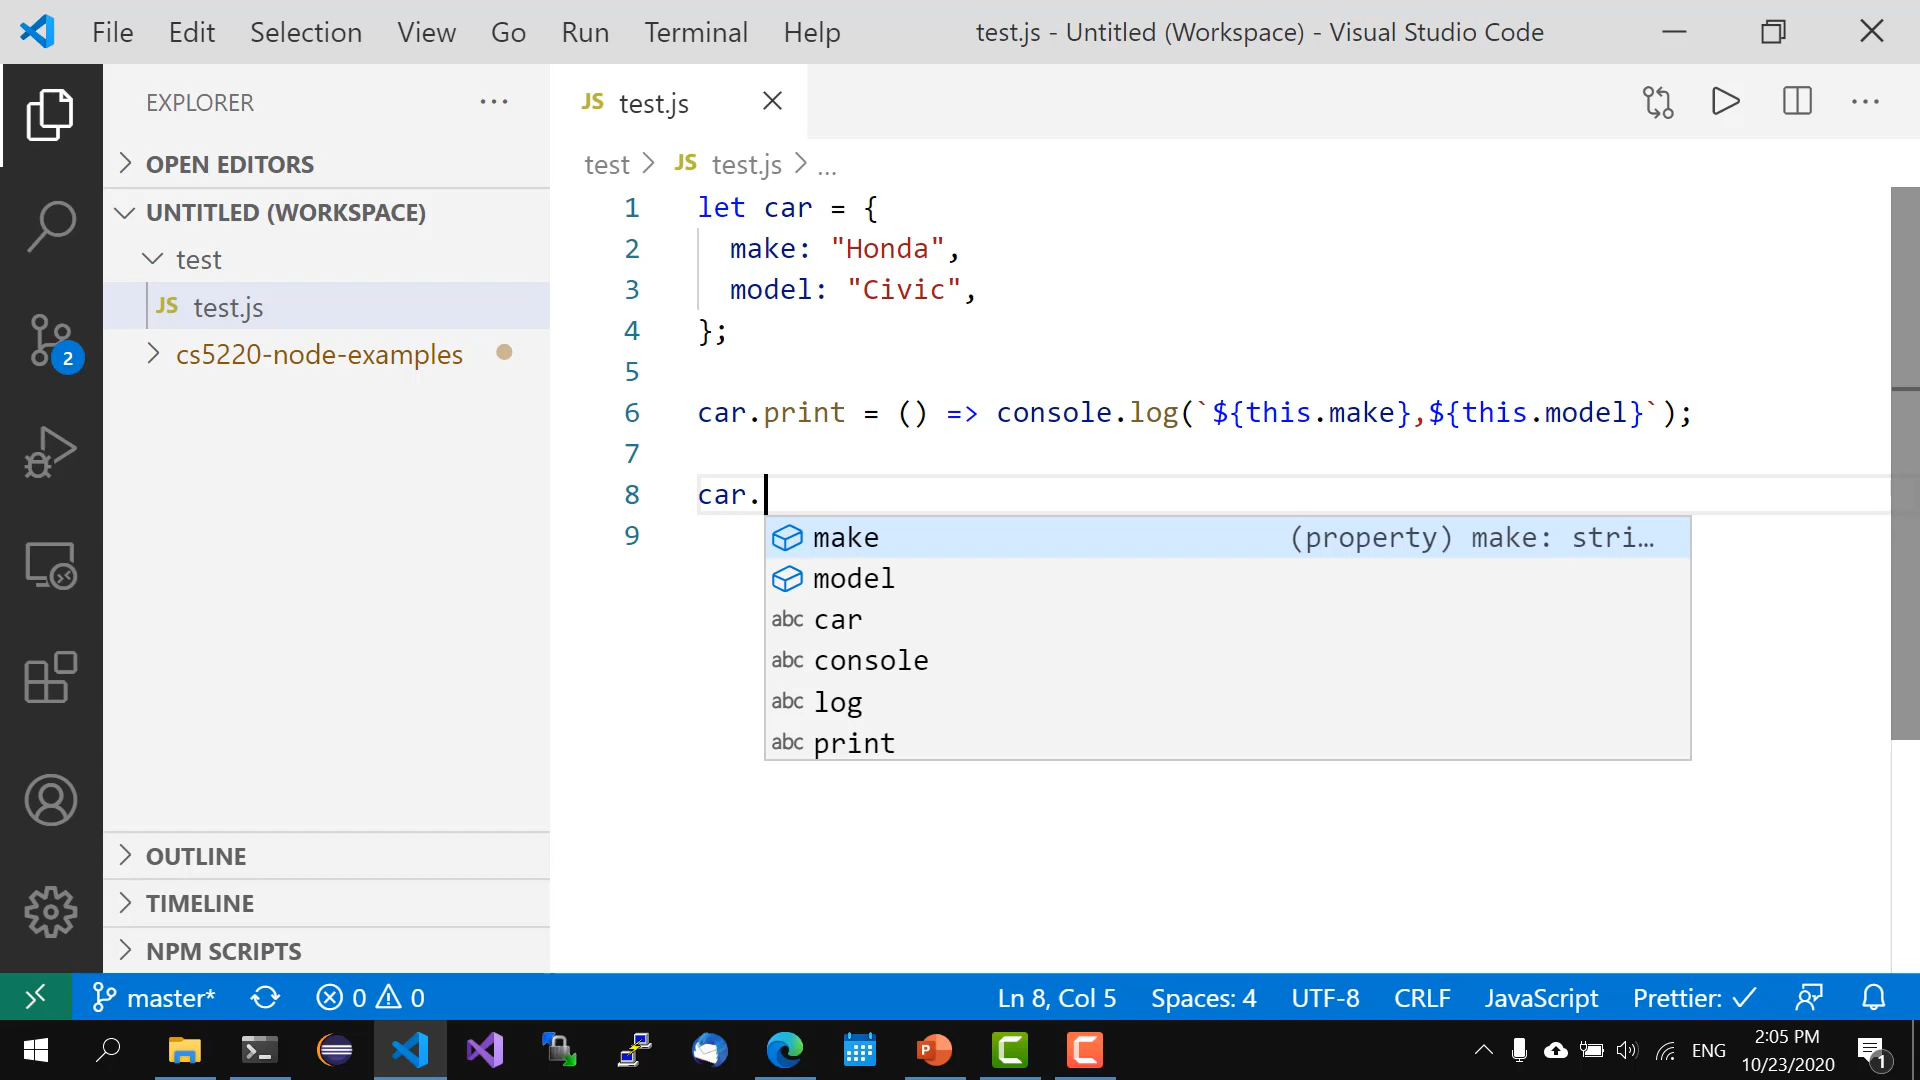 File Edit Selection View Go Run Terminal Help test.js - Untitled (Workspace) - Visual Studio Code
EXPLORER
OPEN EDITORS
UNTITLED (WORKSPACE)
test
JS test.js
cs5220-node-examples
2
OUTLINE
TIMELINE
NPM SCRIPTS
JS test.js
test > JS test.js > ...
1 let car = {
2 make: "Honda",
3 model: "Civic",
4 };
5
6 car.print = () => console.log(`${this.make},${this.model}`);
7
8 car.
9
make (property) make: stri…
model
abc car
abc console
abc log
abc print
master* 0 0 Ln 8, Col 5 Spaces: 4 UTF-8 CRLF JavaScript Prettier: ✓
ENG
2:05 PM
10/23/2020
1